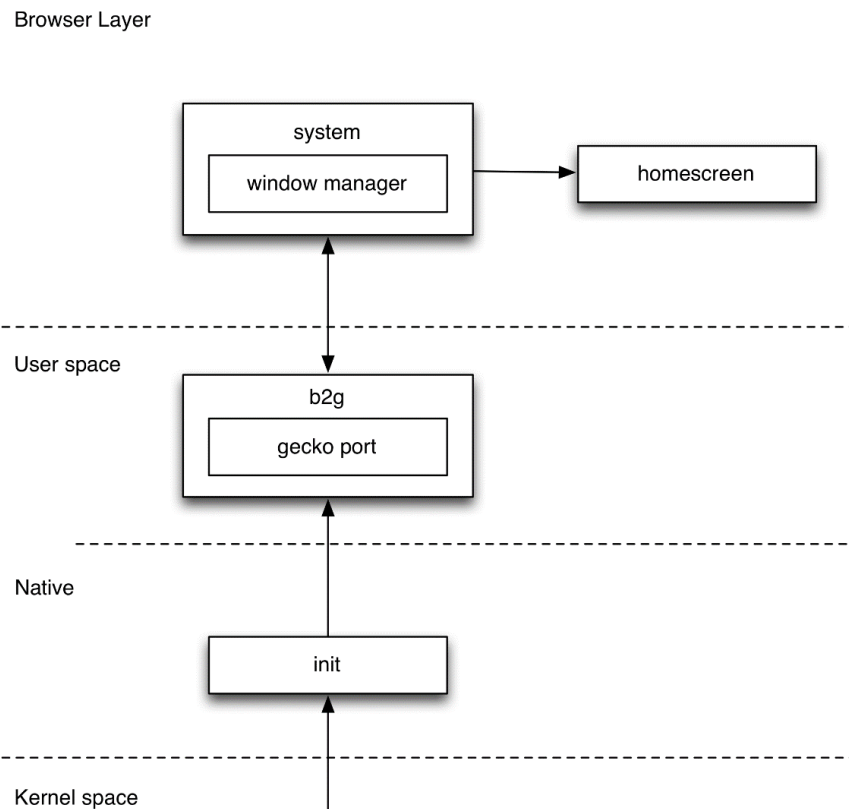 Browser Layer
system
window manager
homescreen
User space
b2g
gecko port
Native
init
Kernel space